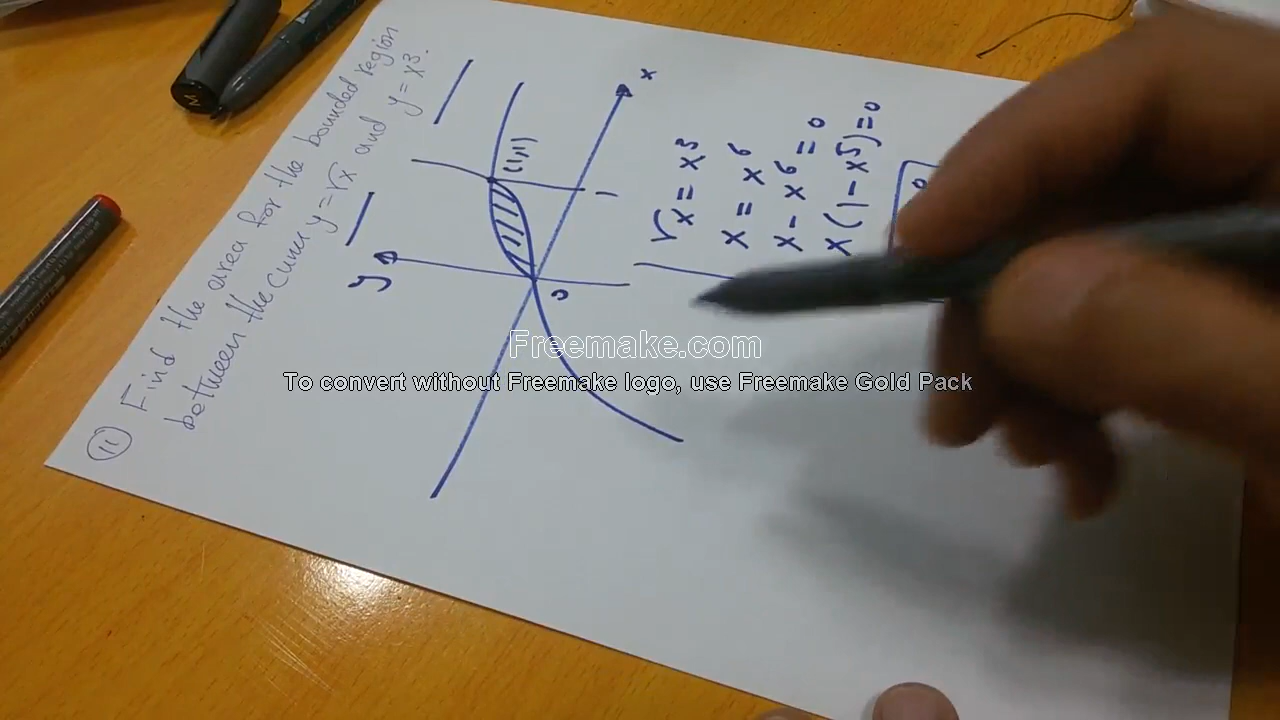 (11) Find the area for the bounded region
between the curves y = √x and y = x³.
y
x
(1,1)
1
0
√x = x³
x = x⁶
x - x⁶ = 0
x(1 - x⁵) = 0
0
M
Freemake.com
To convert without Freemake logo, use Freemake Gold Pack